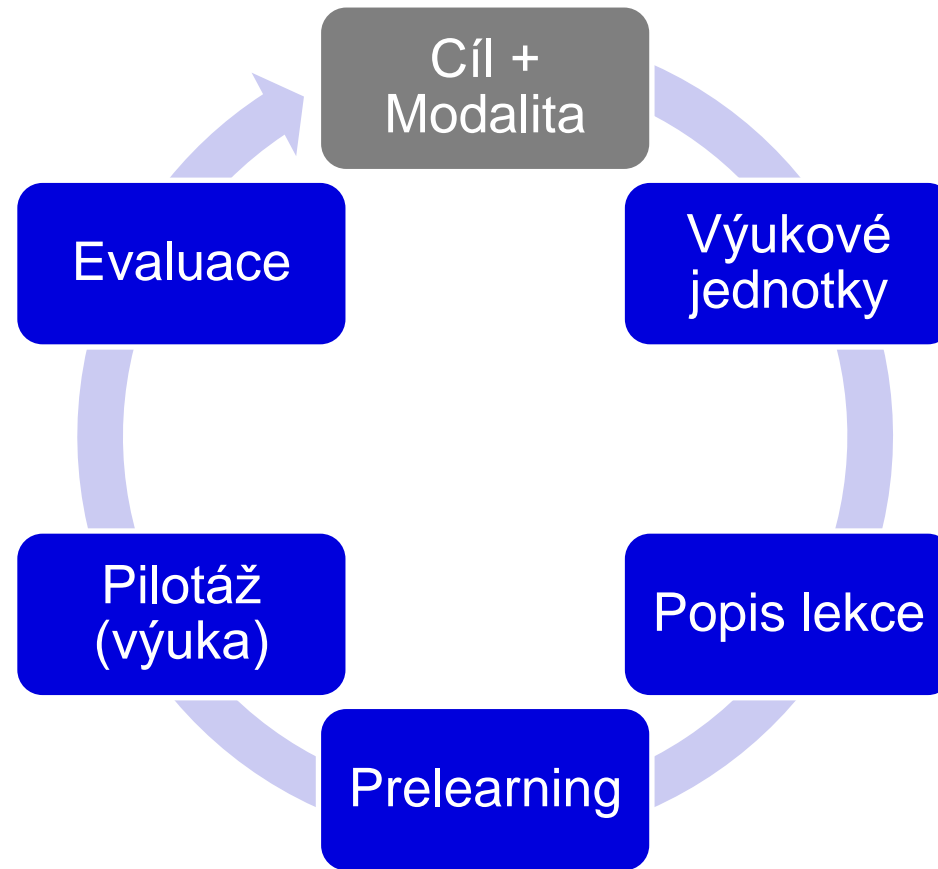 Cíl +
Modalita
Výukové
jednotky
Popis lekce
Prelearning
Pilotáž
(výuka)
Evaluace